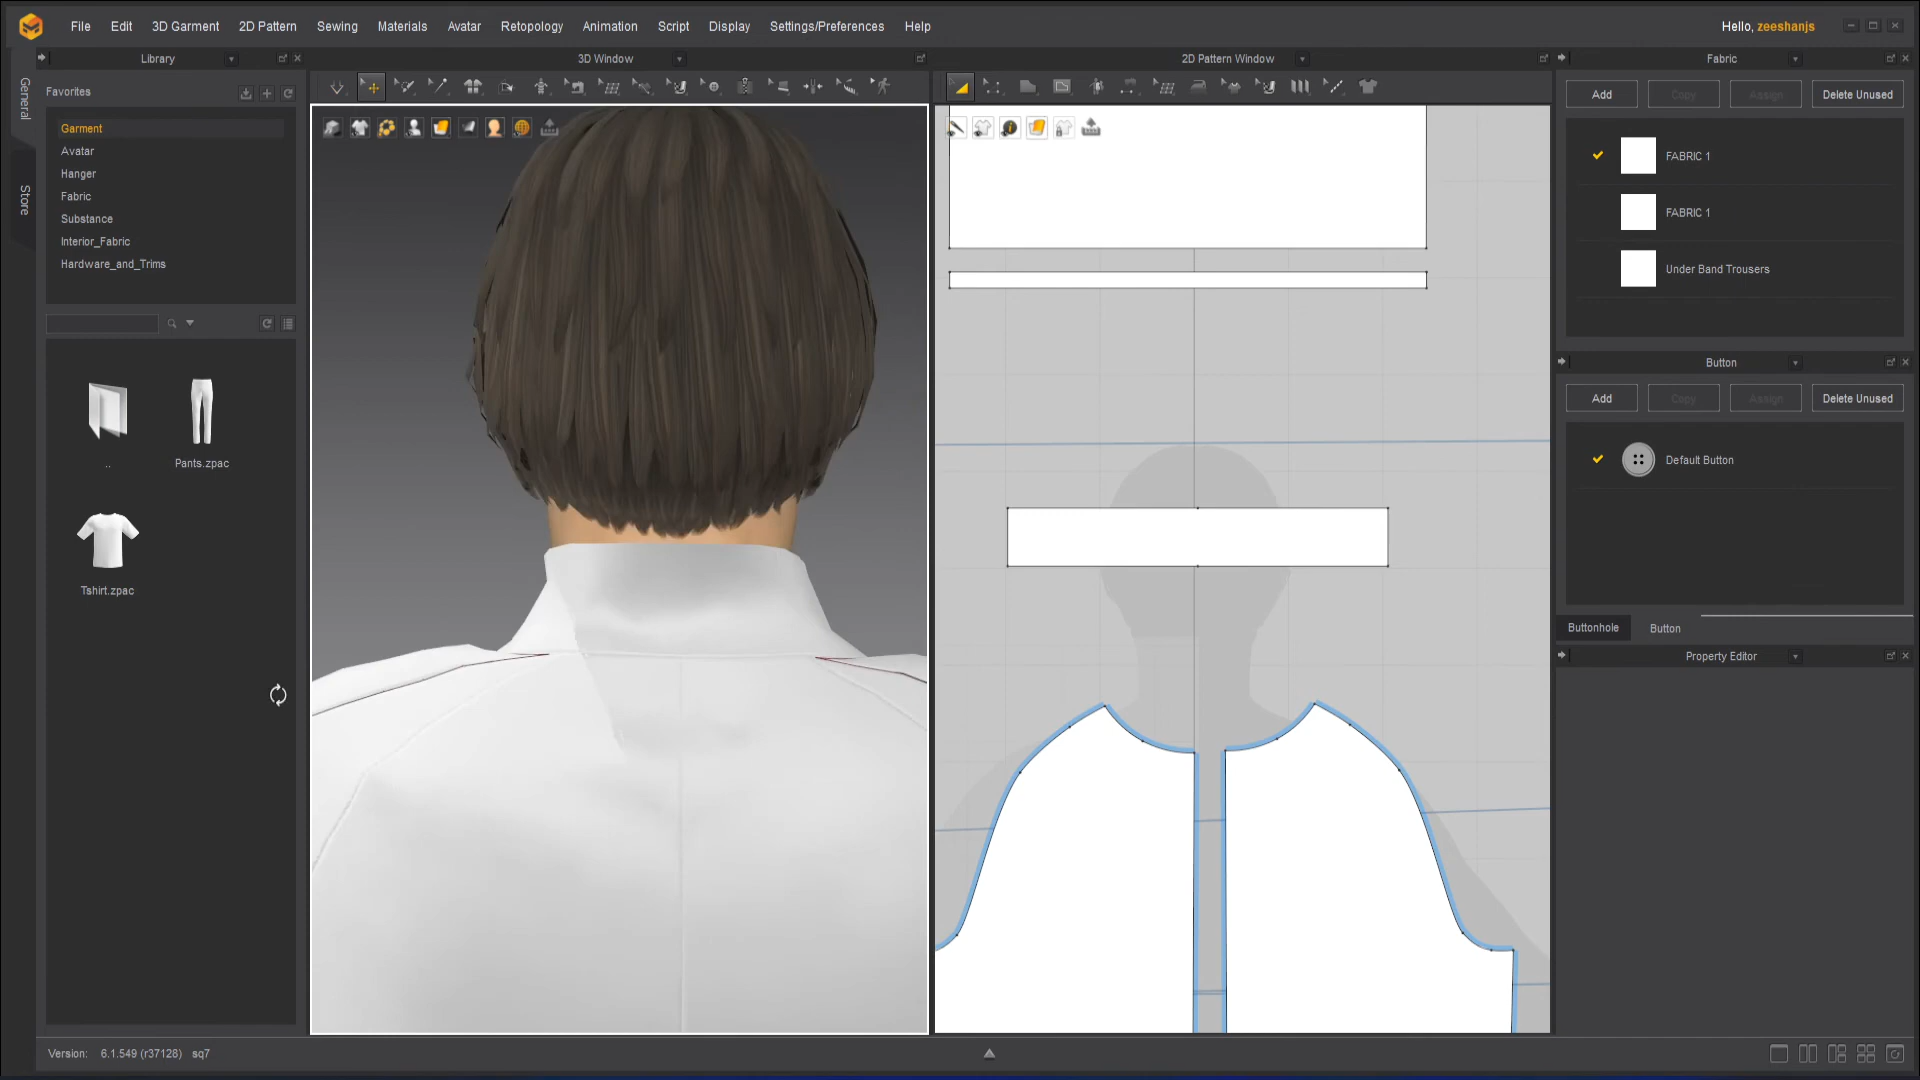 File Edit 3D Garment 2D Pattern Sewing Materials Avatar Retopology Animation Script Display Settings/Preferences Help
Hello, zeeshanjs
Library
3D Window
2D Pattern Window
Fabric
General
Store
Favorites
Garment
Avatar
Hanger
Fabric
Substance
Interior_Fabric
Hardware_and_Trims
..
Pants.zpac
Tshirt.zpac
Add Copy Assign Delete Unused
FABRIC 1
FABRIC 1
Under Band Trousers
Button
Add Copy Assign Delete Unused
Default Button
Buttonhole Button
Property Editor
Version: 6.1.549 (r37128) sq7